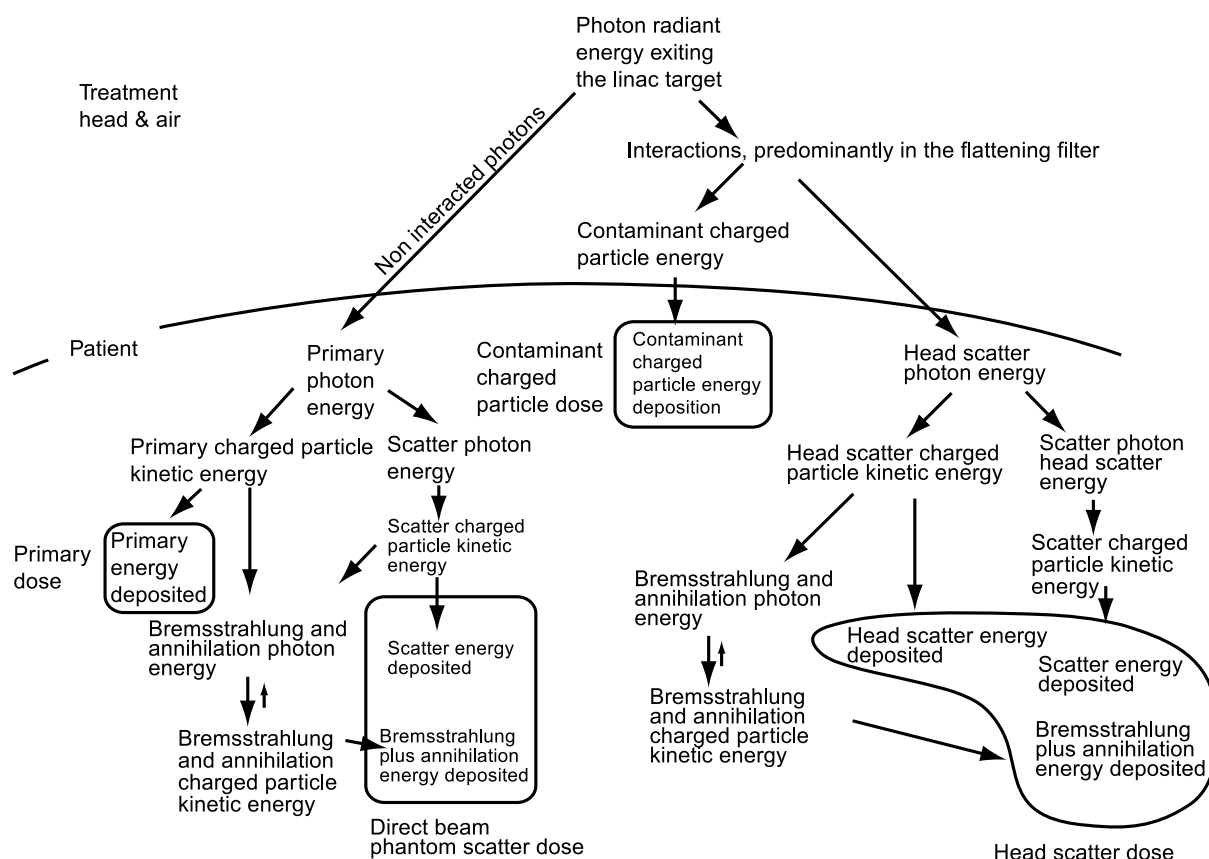 Photon radiant
energy exiting
the linac target
Treatment
head & air
Non interacted photons
Interactions, predominantly in the flattening filter
Contaminant charged
particle energy
Patient
Primary
photon
energy
Contaminant
charged
particle dose
Contaminant
charged
particle energy
deposition
Head scatter
photon energy
Primary charged particle
kinetic energy
Scatter photon
energy
Head scatter charged
particle kinetic energy
Scatter photon
head scatter
energy
Primary
dose
Primary
energy
deposited
Scatter charged
particle kinetic
energy
Scatter charged
particle kinetic
energy
Bremsstrahlung and
annihilation photon
energy
Bremsstrahlung and
annihilation photon
energy
Scatter energy
deposited
Head scatter energy
deposited
Scatter energy
deposited
Bremsstrahlung
and annihilation
charged particle
kinetic energy
Bremsstrahlung
plus annihilation
energy deposited
Bremsstrahlung
and annihilation
charged particle
kinetic energy
Bremsstrahlung
plus annihilation
energy deposited
Direct beam
phantom scatter dose
Head scatter dose